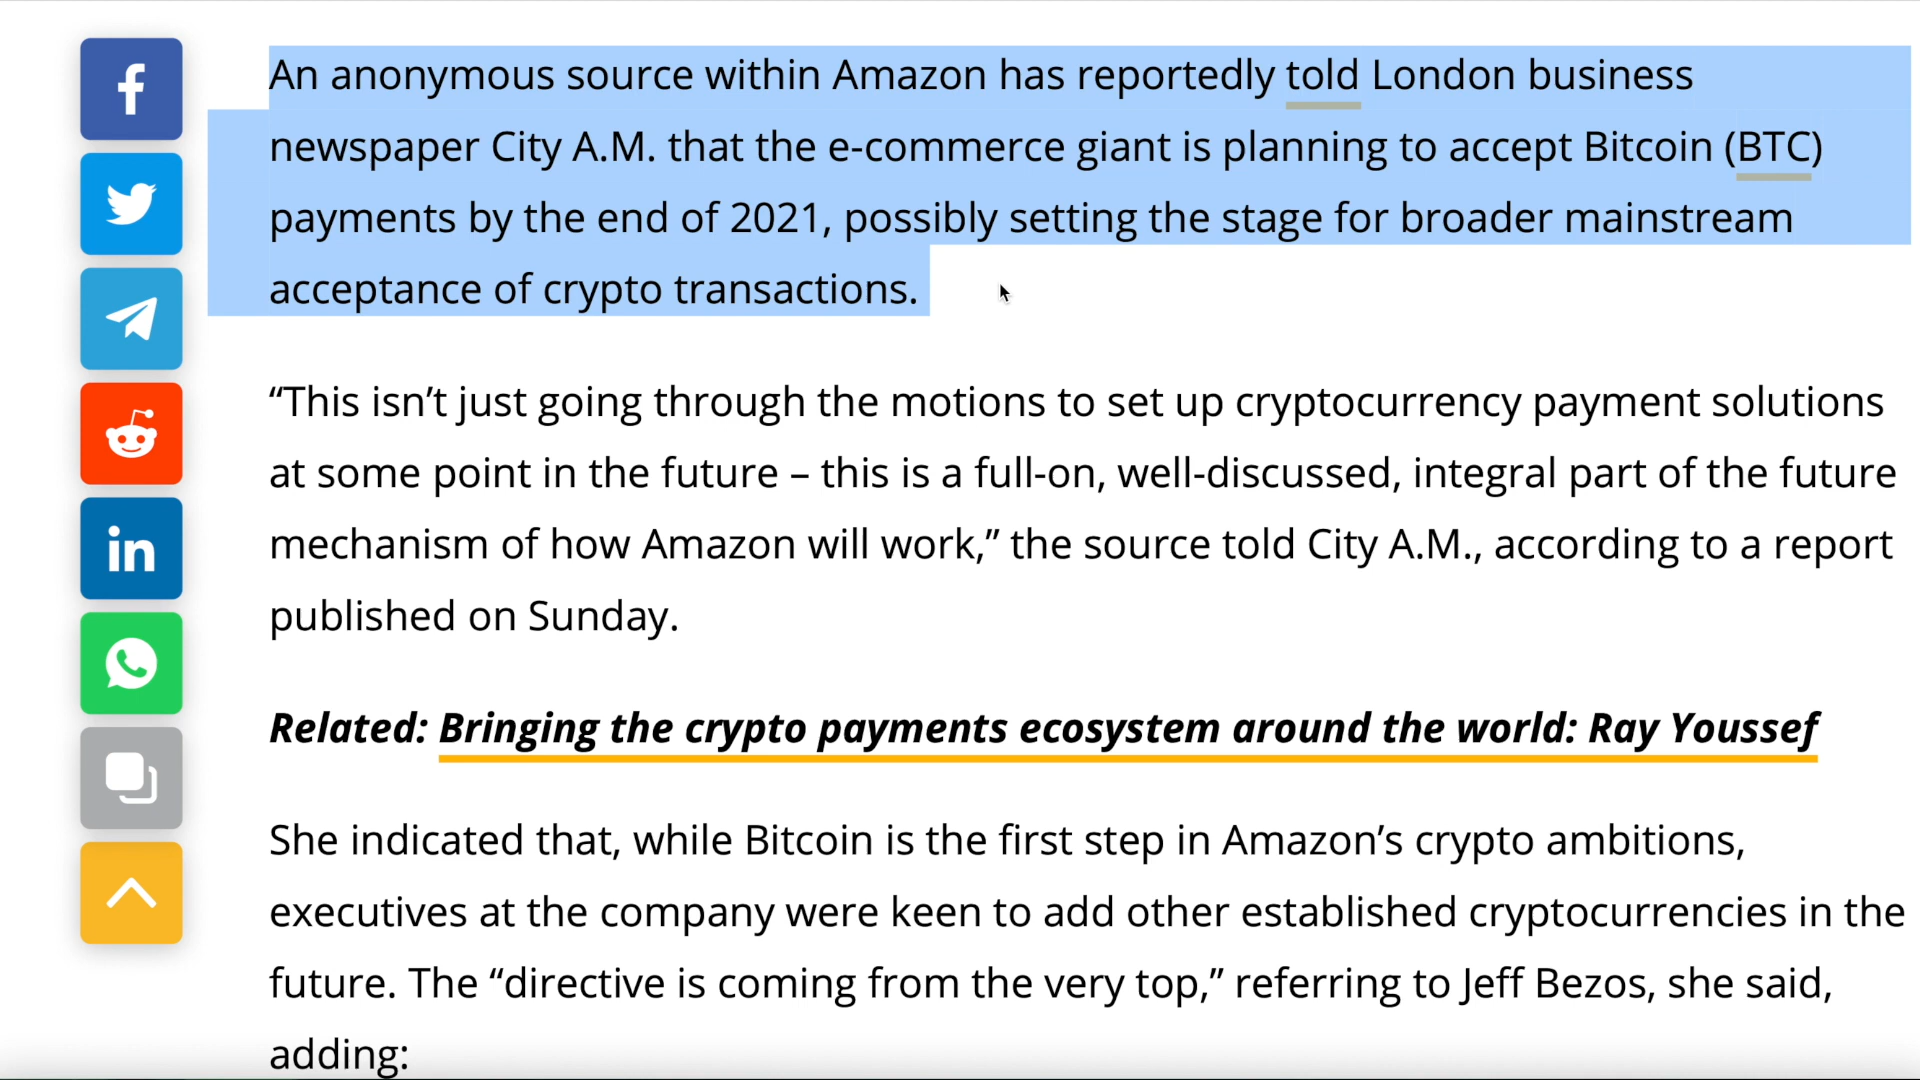 An anonymous source within Amazon has reportedly told London business
newspaper City A.M. that the e-commerce giant is planning to accept Bitcoin (BTC)
payments by the end of 2021, possibly setting the stage for broader mainstream
acceptance of crypto transactions.
“This isn’t just going through the motions to set up cryptocurrency payment solutions
at some point in the future – this is a full-on, well-discussed, integral part of the future
mechanism of how Amazon will work,” the source told City A.M., according to a report
published on Sunday.
Related: Bringing the crypto payments ecosystem around the world: Ray Youssef
She indicated that, while Bitcoin is the first step in Amazon’s crypto ambitions,
executives at the company were keen to add other established cryptocurrencies in the
future. The “directive is coming from the very top,” referring to Jeff Bezos, she said,
adding: